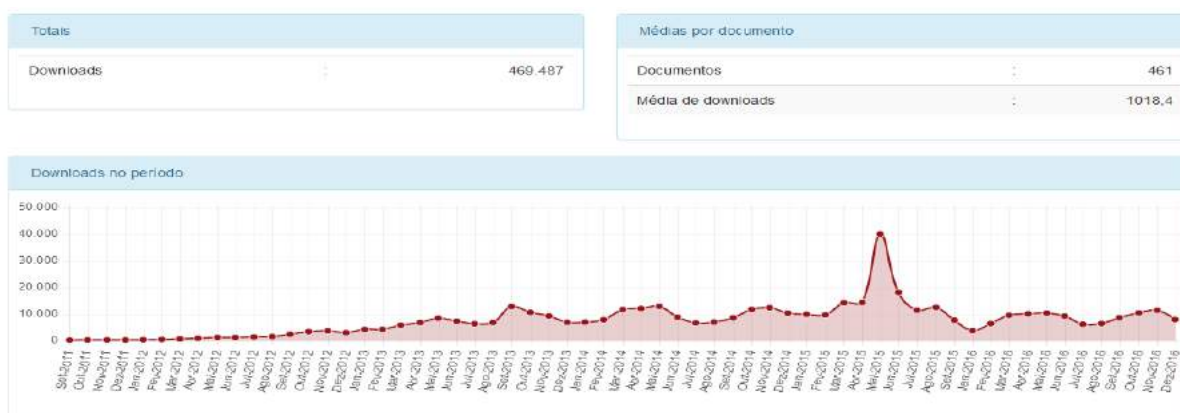 Totais
Downloads : 469.487
Médias por documento
Documentos : 461
Média de downloads : 1018,4
Downloads no período
50.000
40.000
30.000
20.000
10.000
0
Set-2011 Out-2011 Nov-2011 Dez-2011 Jan-2012 Fev-2012 Mar-2012 Abr-2012 Mai-2012 Jun-2012 Jul-2012 Ago-2012 Set-2012 Out-2012 Nov-2012 Dez-2012 Jan-2013 Fev-2013 Mar-2013 Abr-2013 Mai-2013 Jun-2013 Jul-2013 Ago-2013 Set-2013 Out-2013 Nov-2013 Dez-2013 Jan-2014 Fev-2014 Mar-2014 Abr-2014 Mai-2014 Jun-2014 Jul-2014 Ago-2014 Set-2014 Out-2014 Nov-2014 Dez-2014 Jan-2015 Fev-2015 Mar-2015 Abr-2015 Mai-2015 Jun-2015 Jul-2015 Ago-2015 Set-2015 Jan-2016 Fev-2016 Mar-2016 Abr-2016 Mai-2016 Jun-2016 Jul-2016 Ago-2016 Set-2016 Out-2016 Nov-2016 Dez-2016